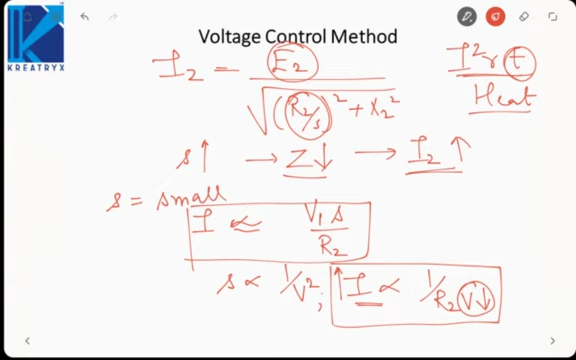 Voltage Control Method
KREATRYX
I₂ = E₂ / √((R₂/s)² + X₂²)
I²r t
Heat
s ↑ → Z↓ → I₂ ↑
s = small
I ∝ V₁ s / R₂
s ∝ 1/V² ; ↑ I ∝ 1/R₂ V↓